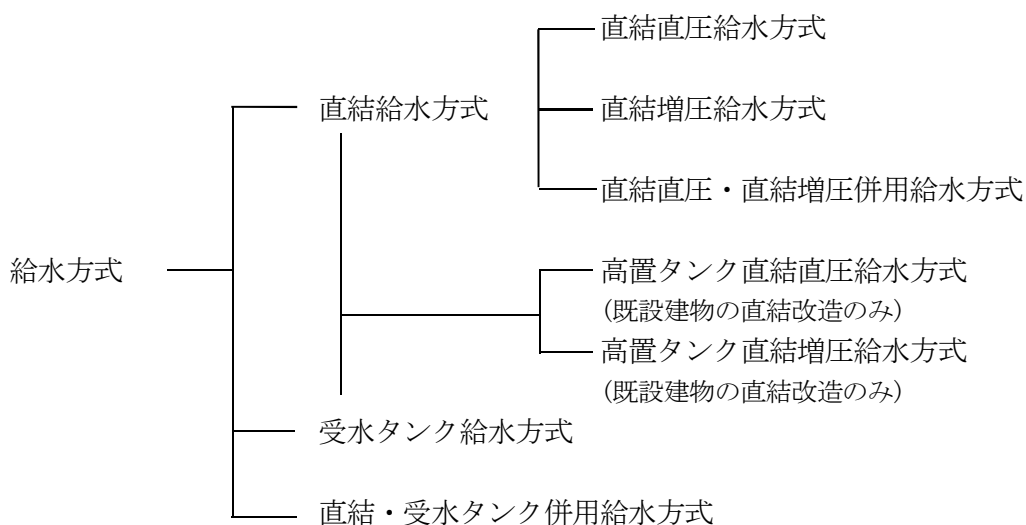 直結直圧給水方式
直結給水方式
直結増圧給水方式
直結直圧・直結増圧併用給水方式
給水方式
高置タンク直結直圧給水方式
(既設建物の直結改造のみ)
高置タンク直結増圧給水方式
(既設建物の直結改造のみ)
受水タンク給水方式
直結・受水タンク併用給水方式